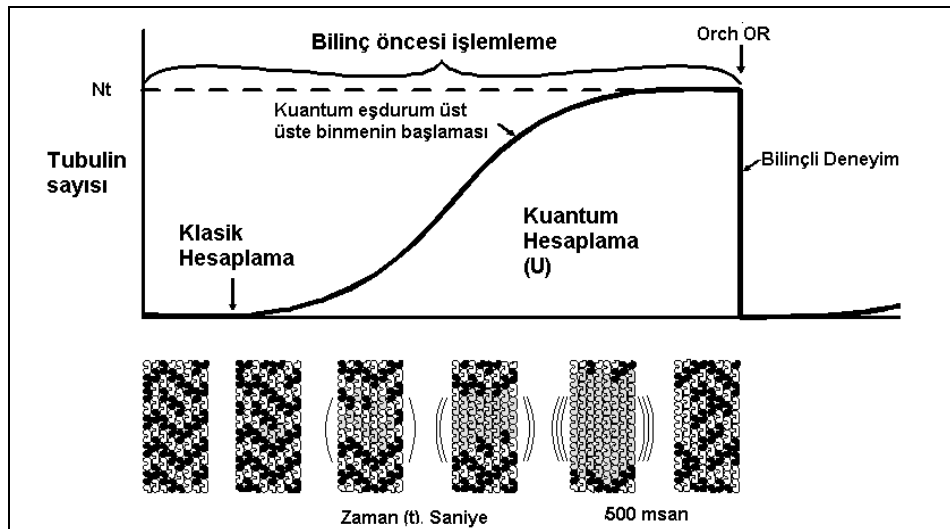 Orch OR
Bilinç öncesi işlemleme
Nt
Kuantum eşdurum üst
üste binmenin başlaması
Tubulin
sayısı
Bilinçli Deneyim
Klasik
Hesaplama
Kuantum
Hesaplama
(U)
Zaman (t). Saniye
500 msan